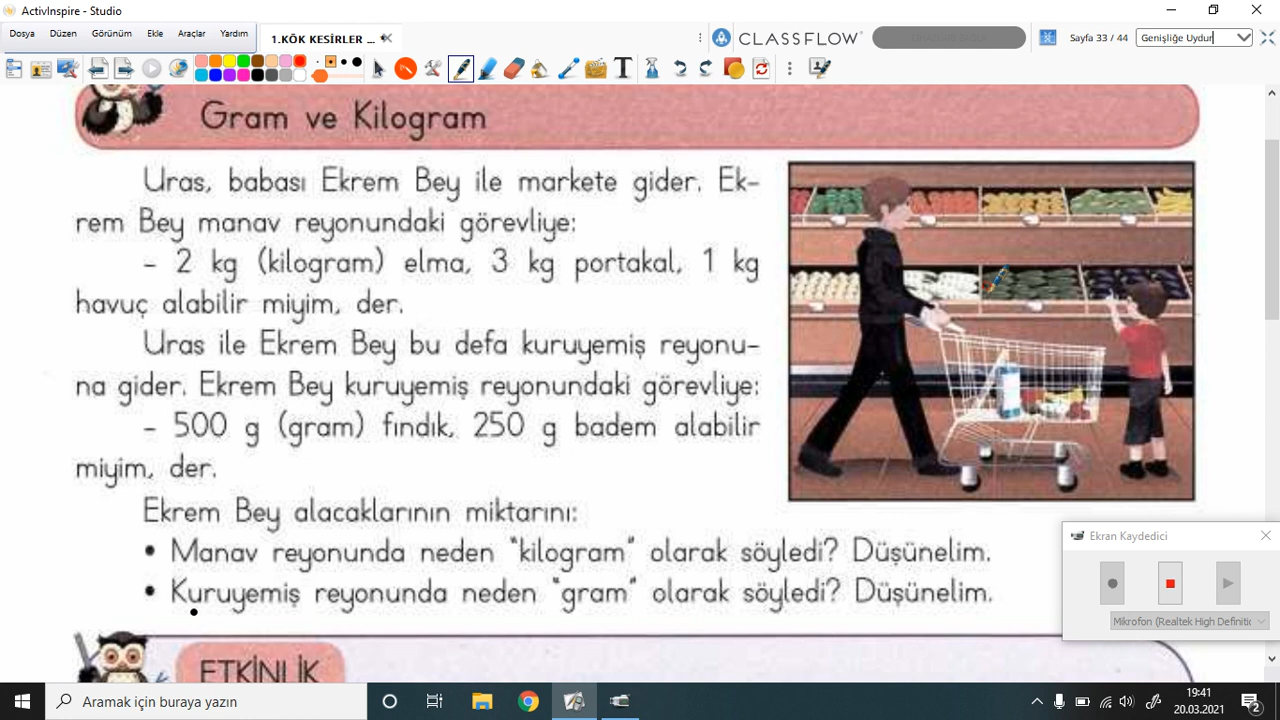 ActivInspire - Studio
Dosya Düzen Görünüm Ekle Araçlar Yardım
1.KÖK KESİRLER ...
CLASSFLOW
Sayfa 33 / 44
Genişliğe Uydur
Gram ve Kilogram
Uras, babası Ekrem Bey ile markete gider. Ek-
rem Bey manav reyonundaki görevliye:
- 2 kg (kilogram) elma, 3 kg portakal, 1 kg
havuç alabilir miyim, der.
Uras ile Ekrem Bey bu defa kuruyemiş reyonu-
na gider. Ekrem Bey kuruyemiş reyonundaki görevliye:
- 500 g (gram) fındık, 250 g badem alabilir
miyim, der.
Ekrem Bey alacaklarının miktarını:
• Manav reyonunda neden "kilogram" olarak söyledi? Düşünelim.
• Kuruyemiş reyonunda neden "gram" olarak söyledi? Düşünelim.
ETKİNLİK
Ekran Kaydedici
Mikrofon (Realtek High Definitic
Aramak için buraya yazın
19:41
20.03.2021
2